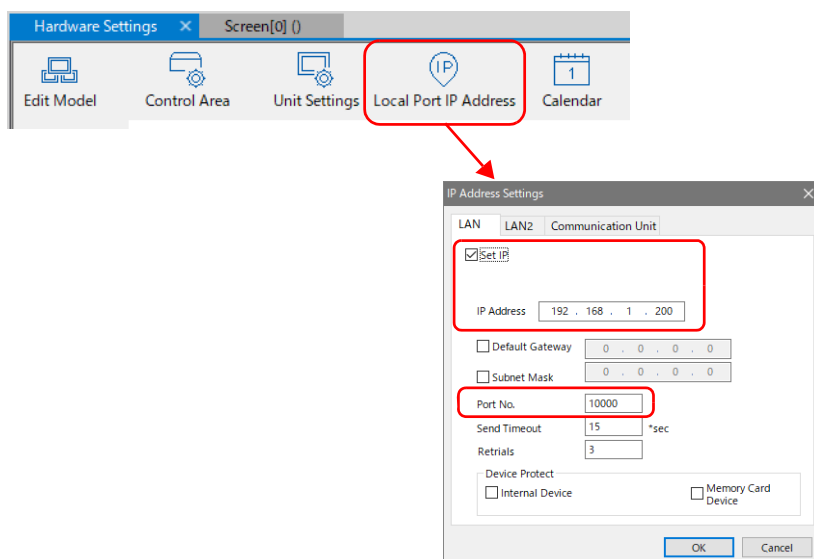 Hardware Settings × Screen[0] ()
IP 1
Edit Model Control Area Unit Settings Local Port IP Address Calendar
IP Address Settings ×
LAN LAN2 Communication Unit
Set IP
IP Address 192 . 168 . 1 . 200
Default Gateway 0 . 0 . 0 . 0
Subnet Mask 0 . 0 . 0 . 0
Port No. 10000
Send Timeout 15 *sec
Retrials 3
Device Protect
Internal Device Memory Card
Device
OK Cancel